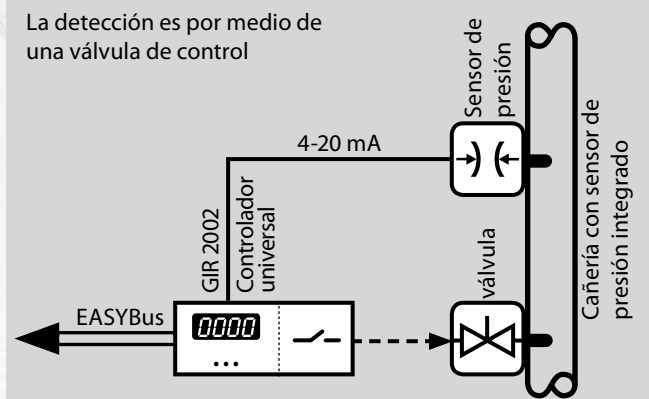 La detección es por medio de
una válvula de control
Sensor de
presión
4-20 mA
GIR 2002
Controlador
universal
válvula
Cañería con sensor de
presión integrado
EASYBus
0000
...